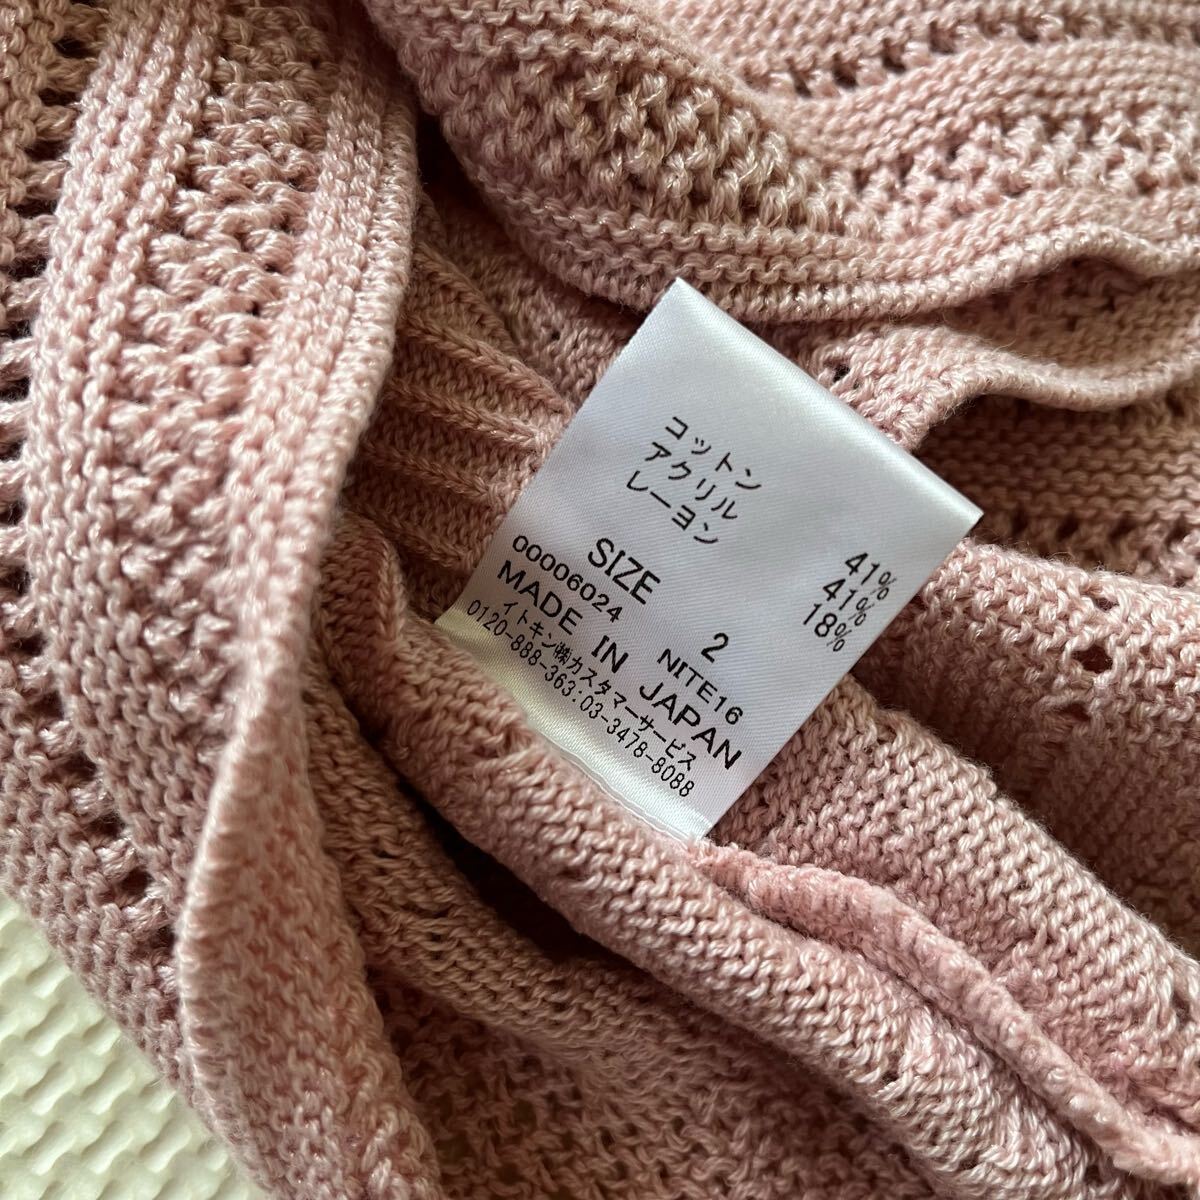 コットン 41%
アクリル 41%
レーヨン 18%
SIZE 2
00006024 NITE16
MADE IN JAPAN
イトキン㈱カスタマーサービス
0120-888-363:03-3478-8088